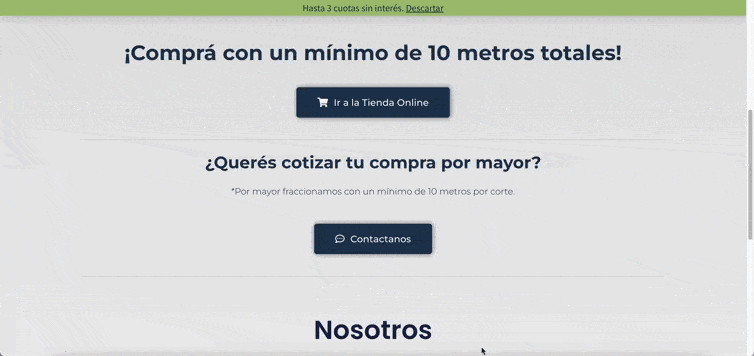 Hasta 3 cuotas sin interés. Descartar
¡Comprá con un mínimo de 10 metros totales!
Ir a la Tienda Online
¿Querés cotizar tu compra por mayor?
*Por mayor fraccionamos con un mínimo de 10 metros por corte.
Contactanos
Nosotros